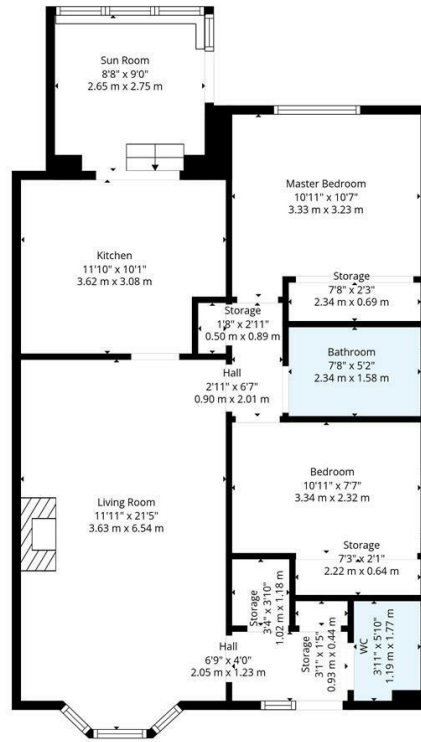 Sun Room
8'8" x 9'0"
2.65 m x 2.75 m
Master Bedroom
10'11" x 10'7"
3.33 m x 3.23 m
Kitchen
11'10" x 10'1"
3.62 m x 3.08 m
Storage
7'8" x 2'3"
2.34 m x 0.69 m
Storage
1'8" x 2'11"
0.50 m x 0.89 m
Bathroom
7'8" x 5'2"
2.34 m x 1.58 m
Hall
2'11" x 6'7"
0.90 m x 2.01 m
Bedroom
10'11" x 7'7"
3.34 m x 2.32 m
Living Room
11'11" x 21'5"
3.63 m x 6.54 m
Storage
7'3" x 2'1"
2.22 m x 0.64 m
Storage
3'4" x 3'10"
1.02 m x 1.18 m
Hall
6'9" x 4'0"
2.05 m x 1.23 m
Storage
3'1" x 1'5"
0.93 m x 0.44 m
WC
3'11" x 5'10"
1.19 m x 1.77 m